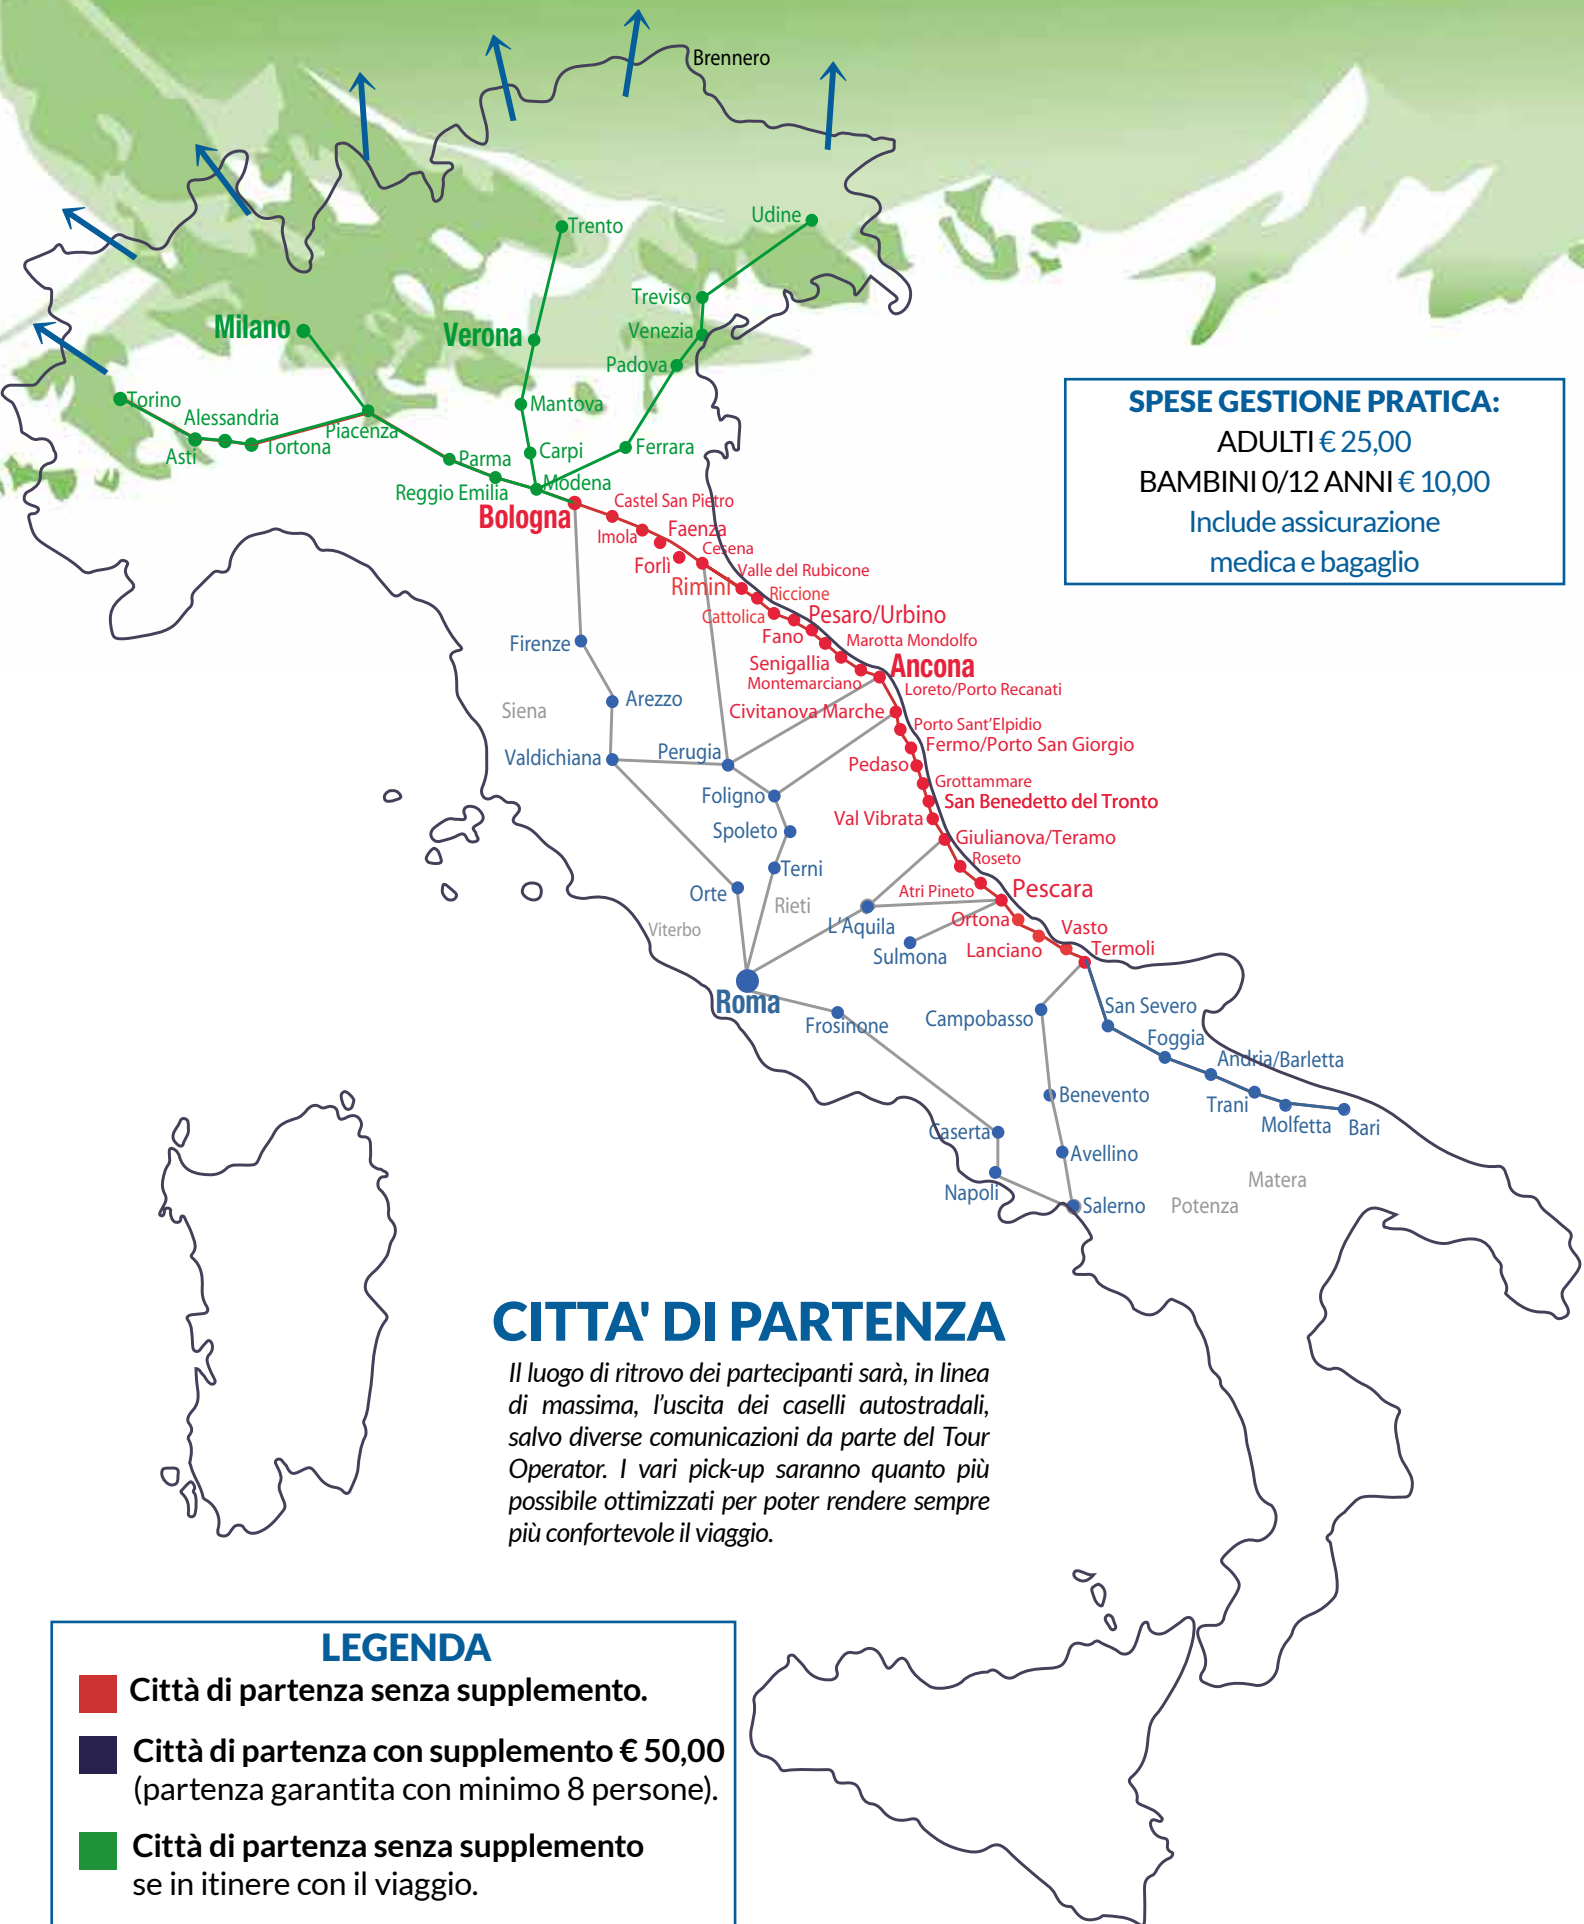 Brennero
Trento
Udine
Treviso
Milano
Verona
Venezia
Padova
Torino
Mantova
Alessandria
Piacenza
Asti
Tortona
Parma
Carpi
Ferrara
Reggio Emilia
Modena
SPESE GESTIONE PRATICA:
ADULTI € 25,00
BAMBINI 0/12 ANNI € 10,00
Include assicurazione
medica e bagaglio
Bologna
Castel San Pietro
Imola
Faenza
Cesena
Forlì
Valle del Rubicone
Rimini
Riccione
Cattolica
Pesaro/Urbino
Fano
Marotta Mondolfo
Senigallia
Ancona
Montemarciano
Loreto/Porto Recanati
Civitanova Marche
Porto Sant'Elpidio
Fermo/Porto San Giorgio
Pedaso
Grottammare
San Benedetto del Tronto
Val Vibrata
Giulianova/Teramo
Roseto
Atri Pineto
Pescara
Ortona
Vasto
Lanciano
Termoli
Firenze
Siena
Arezzo
Valdichiana
Perugia
Foligno
Spoleto
Terni
Orte
Rieti
Viterbo
L'Aquila
Sulmona
Roma
Frosinone
Campobasso
San Severo
Foggia
Andria/Barletta
Trani
Molfetta
Bari
Benevento
Caserta
Avellino
Napoli
Salerno
Matera
Potenza
CITTA' DI PARTENZA
Il luogo di ritrovo dei partecipanti sarà, in linea
di massima, l'uscita dei caselli autostradali,
salvo diverse comunicazioni da parte del Tour
Operator. I vari pick-up saranno quanto più
possibile ottimizzati per poter rendere sempre
più confortevole il viaggio.
LEGENDA
Città di partenza senza supplemento.
Città di partenza con supplemento € 50,00
(partenza garantita con minimo 8 persone).
Città di partenza senza supplemento
se in itinere con il viaggio.